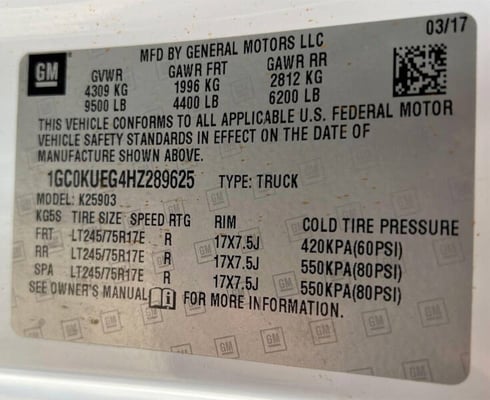 03/17
MFD BY GENERAL MOTORS LLC
GM
GVWR GAWR FRT GAWR RR
4309 KG 1996 KG 2812 KG
9500 LB 4400 LB 6200 LB
THIS VEHICLE CONFORMS TO ALL APPLICABLE U.S. FEDERAL MOTOR
VEHICLE SAFETY STANDARDS IN EFFECT ON THE DATE OF
MANUFACTURE SHOWN ABOVE.
1GC0KUEG4HZ289625 TYPE: TRUCK
MODEL: K25903
KG5S TIRE SIZE SPEED RTG RIM COLD TIRE PRESSURE
FRT LT245/75R17E R 17X7.5J 420KPA(60PSI)
RR LT245/75R17E R 17X7.5J 550KPA(80PSI)
SPA LT245/75R17E R 17X7.5J 550KPA(80PSI)
SEE OWNER'S MANUAL FOR MORE INFORMATION.